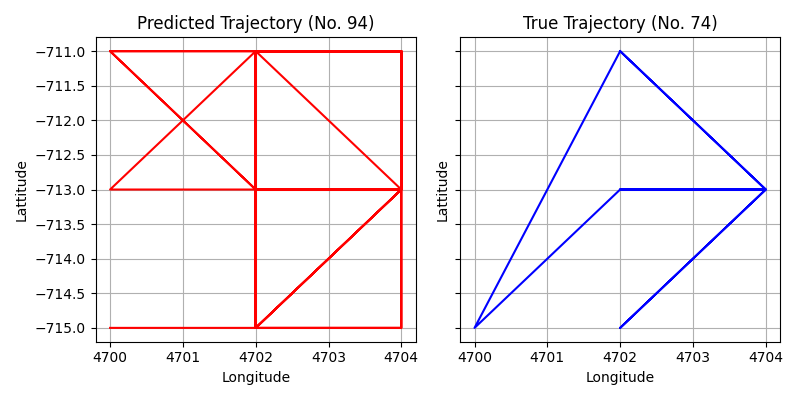 Predicted Trajectory (No. 94)
True Trajectory (No. 74)
Lattitude
−711.0
−711.5
−712.0
−712.5
−713.0
−713.5
−714.0
−714.5
−715.0
4700 4701 4702 4703 4704
Longitude
Lattitude
4700 4701 4702 4703 4704
Longitude